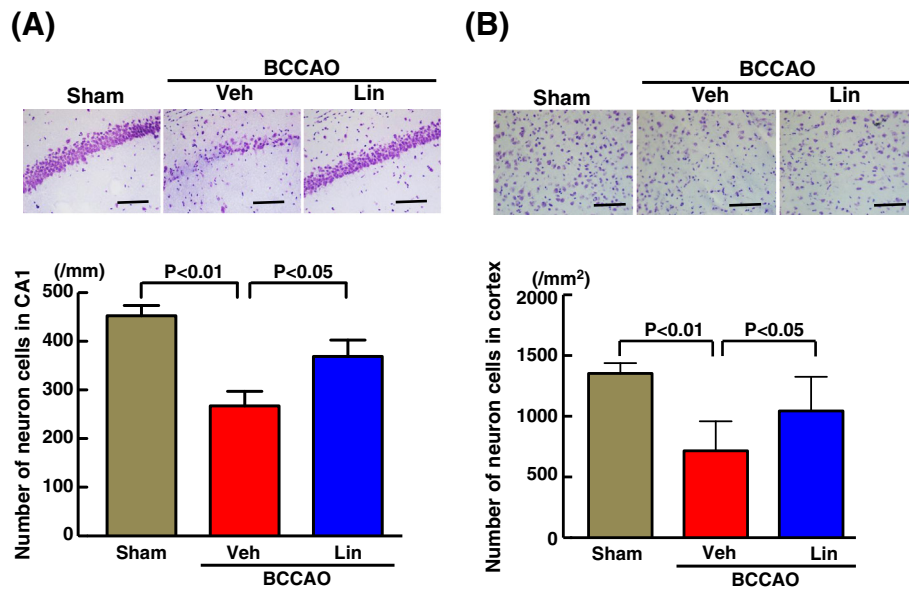 (A)
BCCAO
Sham Veh Lin
(/mm)
P<0.01 P<0.05
Number of neuron cells in CA1
500
400
300
200
100
0
Sham Veh Lin
BCCAO
(B)
BCCAO
Sham Veh Lin
(/mm²)
P<0.01 P<0.05
Number of neuron cells in cortex
2000
1500
1000
500
0
Sham Veh Lin
BCCAO